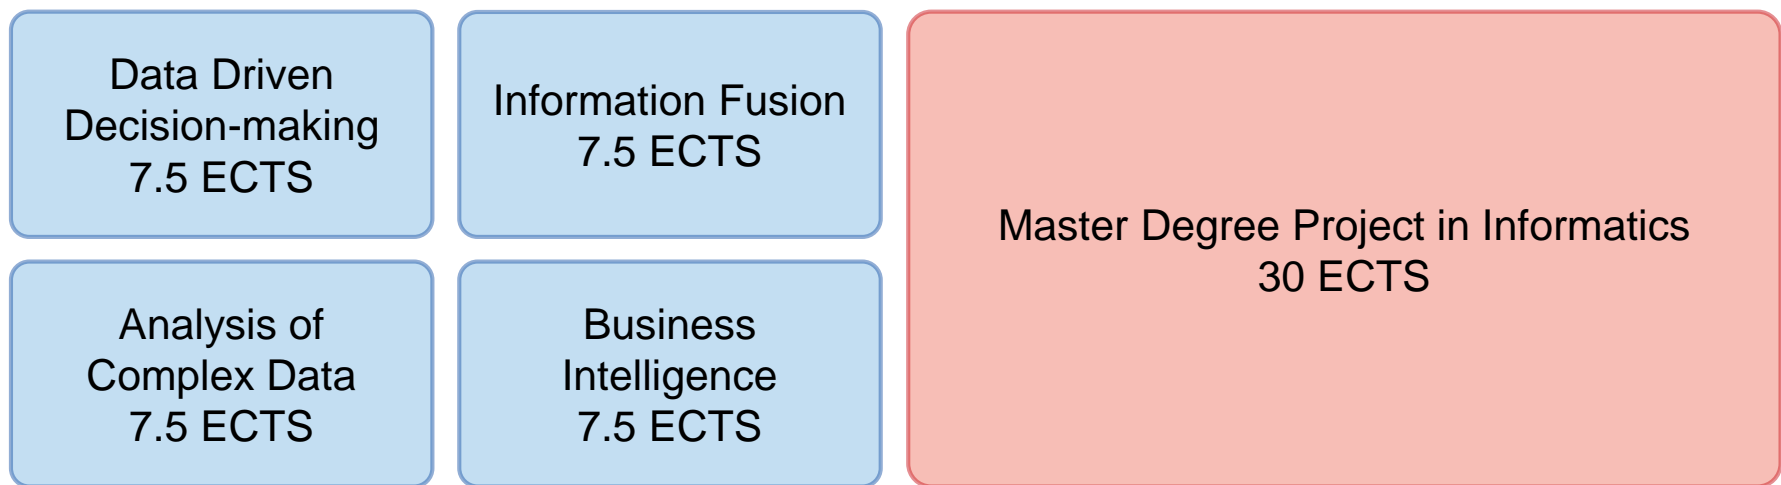 Data Driven
Decision-making
7.5 ECTS
Information Fusion
7.5 ECTS
Analysis of
Complex Data
7.5 ECTS
Business
Intelligence
7.5 ECTS
Master Degree Project in Informatics
30 ECTS